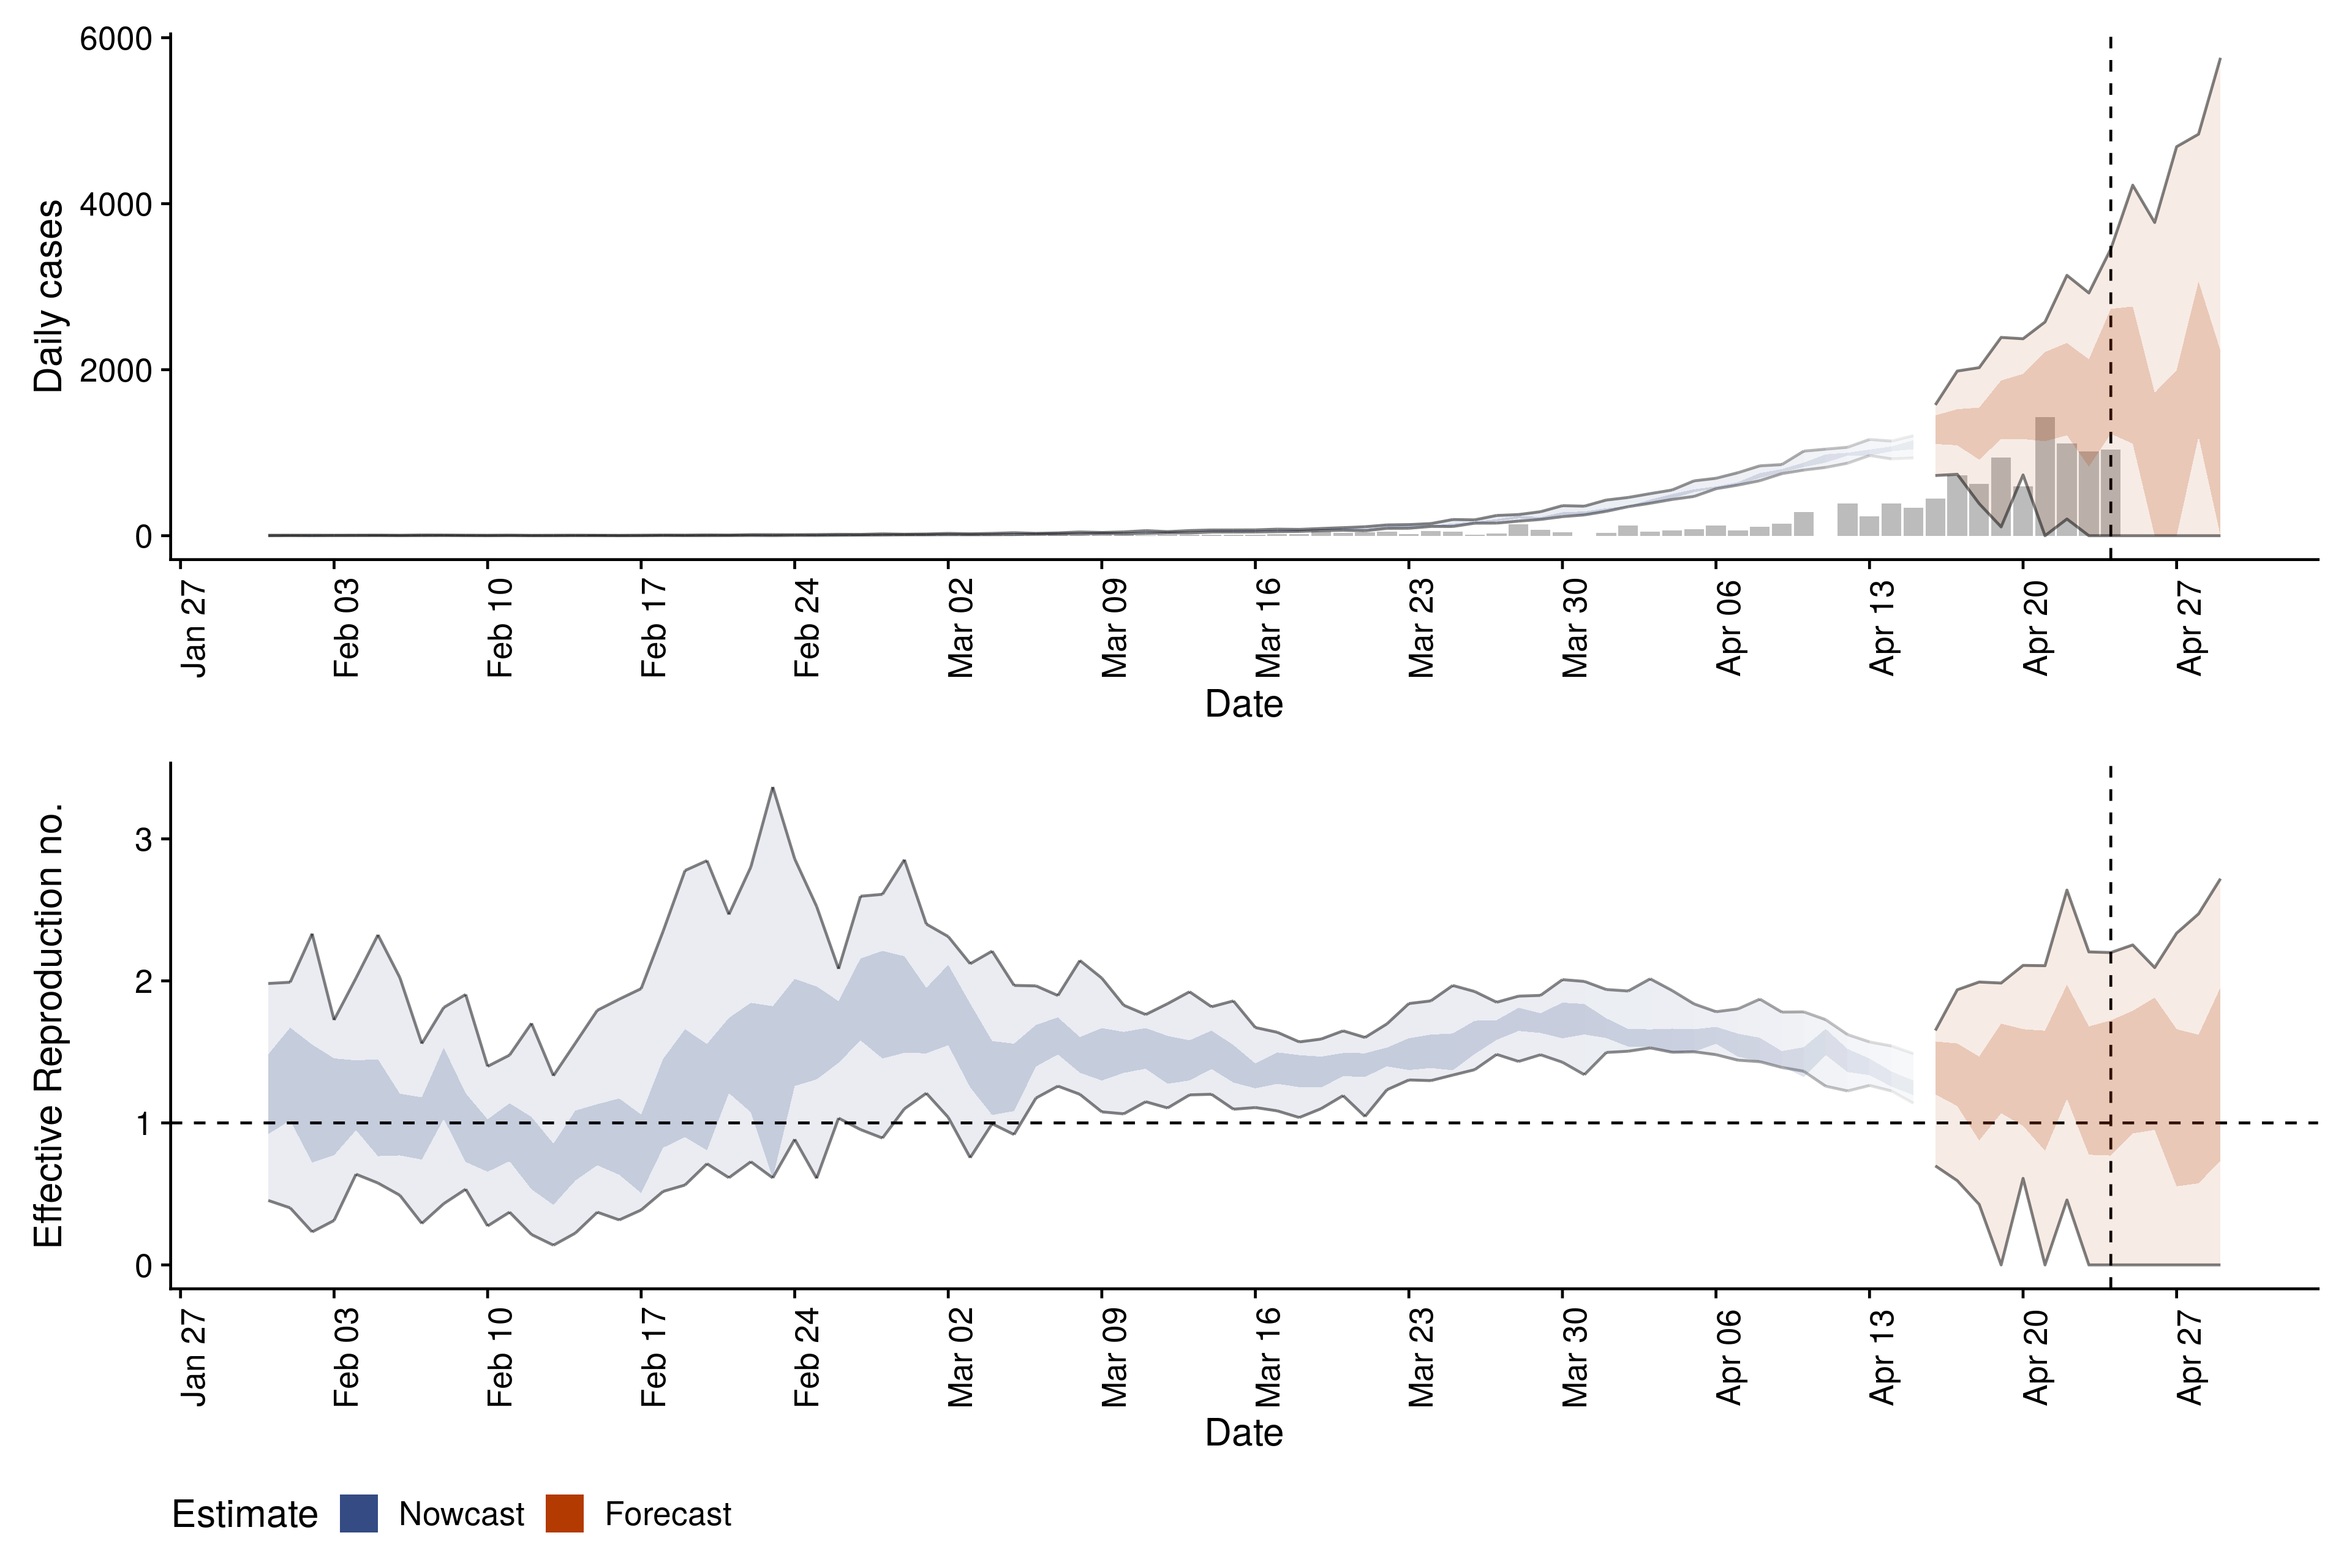 6000
4000
2000
0
Daily cases
Jan 27
Feb 03
Feb 10
Feb 17
Feb 24
Mar 02
Mar 09
Mar 16
Mar 23
Mar 30
Apr 06
Apr 13
Apr 20
Apr 27
Date
3
2
1
0
Effective Reproduction no.
Jan 27
Feb 03
Feb 10
Feb 17
Feb 24
Mar 02
Mar 09
Mar 16
Mar 23
Mar 30
Apr 06
Apr 13
Apr 20
Apr 27
Date
Estimate Nowcast Forecast